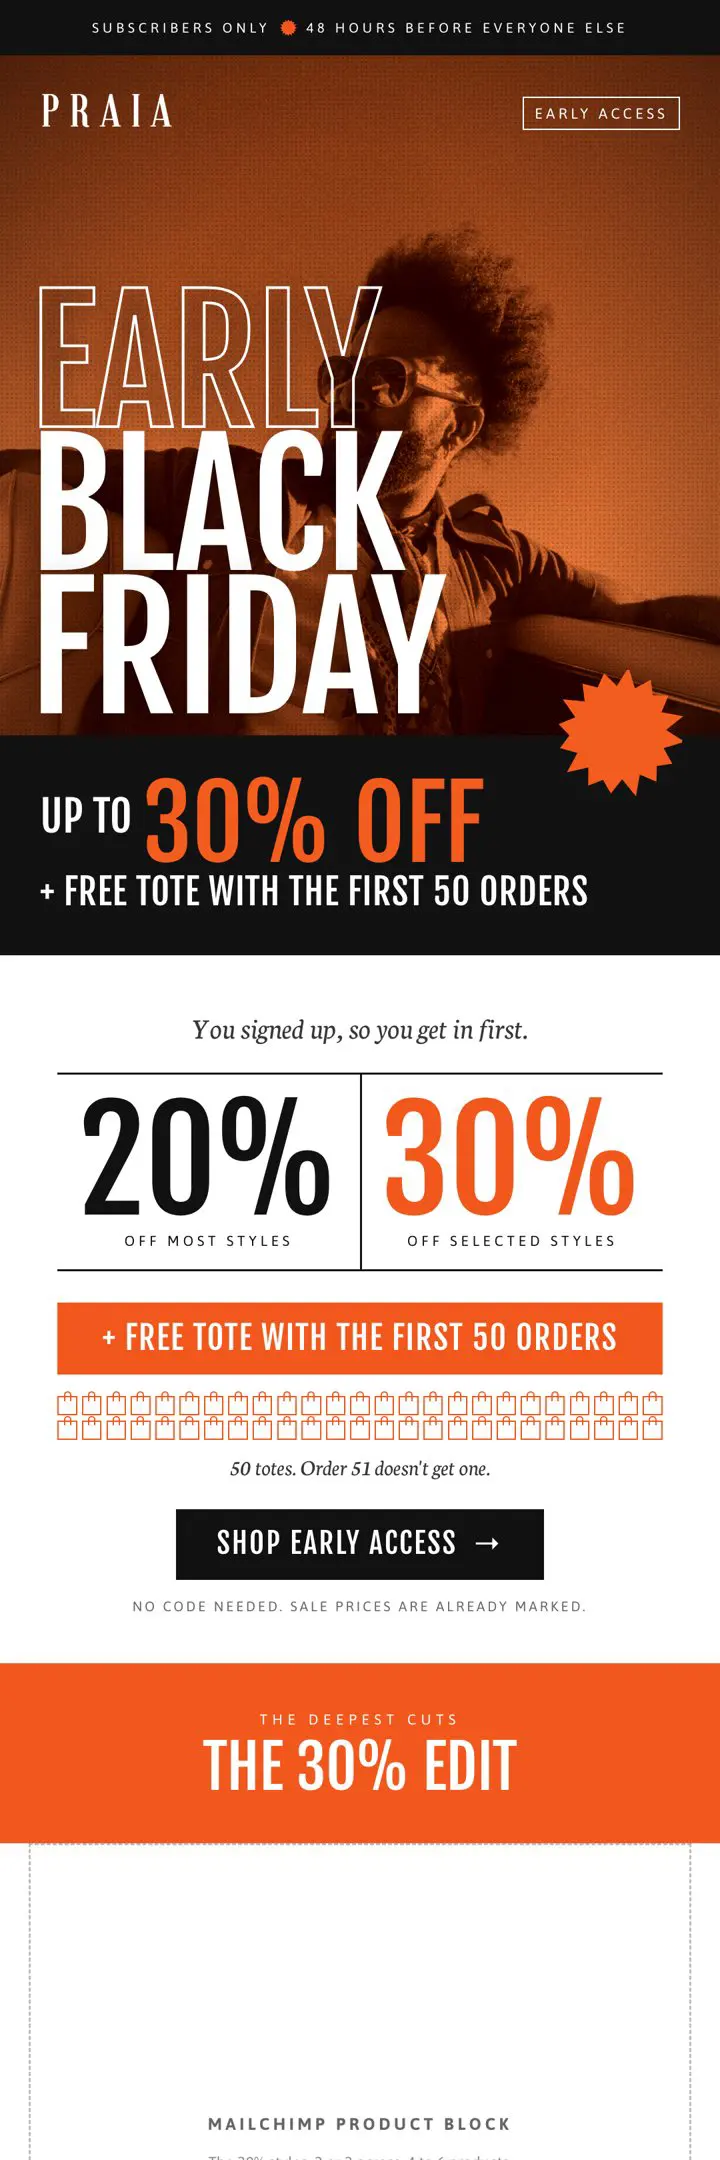 SUBSCRIBERS ONLY 48 HOURS BEFORE EVERYONE ELSE
PRAIA
EARLY ACCESS
EARLY
BLACK
FRIDAY
UP TO 30% OFF
+ FREE TOTE WITH THE FIRST 50 ORDERS
You signed up, so you get in first.
20% 30%
OFF MOST STYLES OFF SELECTED STYLES
+ FREE TOTE WITH THE FIRST 50 ORDERS
50 totes. Order 51 doesn't get one.
SHOP EARLY ACCESS →
NO CODE NEEDED. SALE PRICES ARE ALREADY MARKED.
THE DEEPEST CUTS
THE 30% EDIT
MAILCHIMP PRODUCT BLOCK